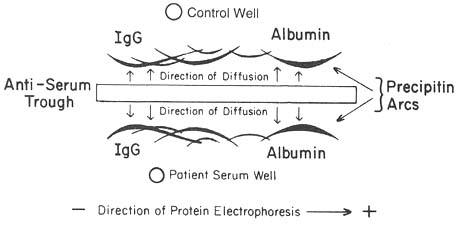 Control Well
IgG
Albumin
Direction of Diffusion
Anti-Serum
Trough
Precipitin
Arcs
Direction of Diffusion
IgG
Albumin
Patient Serum Well
− Direction of Protein Electrophoresis → +